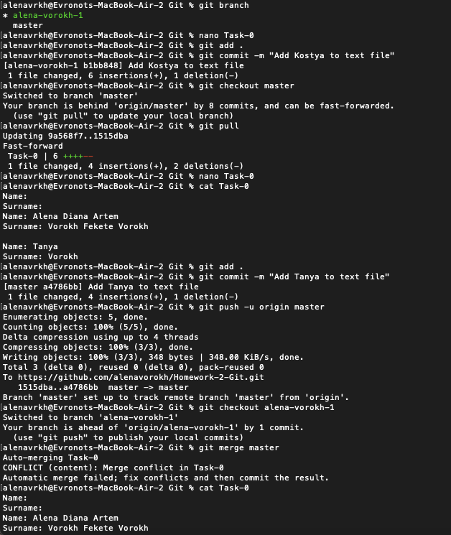 alenavrkh@Evronots-MacBook-Air-2 Git % git branch
* alena-vorokh-1
  master
alenavrkh@Evronots-MacBook-Air-2 Git % nano Task-0
alenavrkh@Evronots-MacBook-Air-2 Git % git add .
alenavrkh@Evronots-MacBook-Air-2 Git % git commit -m "Add Kostya to text file"
[alena-vorokh-1 b1bb848] Add Kostya to text file
 1 file changed, 6 insertions(+), 1 deletion(-)
alenavrkh@Evronots-MacBook-Air-2 Git % git checkout master
Switched to branch 'master'
Your branch is behind 'origin/master' by 8 commits, and can be fast-forwarded.
  (use "git pull" to update your local branch)
alenavrkh@Evronots-MacBook-Air-2 Git % git pull
Updating 9a568f7..1515dba
Fast-forward
 Task-0 | 6 ++++--
 1 file changed, 4 insertions(+), 2 deletions(-)
alenavrkh@Evronots-MacBook-Air-2 Git % nano Task-0
alenavrkh@Evronots-MacBook-Air-2 Git % cat Task-0
Name:
Surname:
Name: Alena Diana Artem
Surname: Vorokh Fekete Vorokh

Name: Tanya
Surname: Vorokh
alenavrkh@Evronots-MacBook-Air-2 Git % git add .
alenavrkh@Evronots-MacBook-Air-2 Git % git commit -m "Add Tanya to text file"
[master a4786bb] Add Tanya to text file
 1 file changed, 4 insertions(+), 1 deletion(-)
alenavrkh@Evronots-MacBook-Air-2 Git % git push -u origin master
Enumerating objects: 5, done.
Counting objects: 100% (5/5), done.
Delta compression using up to 4 threads
Compressing objects: 100% (3/3), done.
Writing objects: 100% (3/3), 348 bytes | 348.00 KiB/s, done.
Total 3 (delta 0), reused 0 (delta 0), pack-reused 0
To https://github.com/alenavorokh/Homework-2-Git.git
   1515dba..a4786bb  master -> master
Branch 'master' set up to track remote branch 'master' from 'origin'.
alenavrkh@Evronots-MacBook-Air-2 Git % git checkout alena-vorokh-1
Switched to branch 'alena-vorokh-1'
Your branch is ahead of 'origin/alena-vorokh-1' by 1 commit.
  (use "git push" to publish your local commits)
alenavrkh@Evronots-MacBook-Air-2 Git % git merge master
Auto-merging Task-0
CONFLICT (content): Merge conflict in Task-0
Automatic merge failed; fix conflicts and then commit the result.
alenavrkh@Evronots-MacBook-Air-2 Git % cat Task-0
Name:
Surname:
Name: Alena Diana Artem
Surname: Vorokh Fekete Vorokh